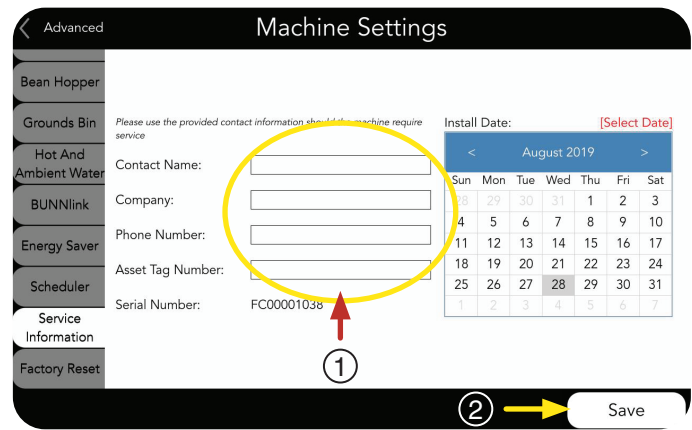 Advanced
Machine Settings
Bean Hopper
Grounds Bin
Hot And
Ambient Water
BUNNlink
Energy Saver
Scheduler
Service
Information
Factory Reset
Please use the provided contact information should the machine require
service
Contact Name:
Company:
Phone Number:
Asset Tag Number:
Serial Number: FC00001038
Install Date: [Select Date]
< August 2019 >
Sun Mon Tue Wed Thu Fri Sat
28 29 30 31 1 2 3
4 5 6 7 8 9 10
11 12 13 14 15 16 17
18 19 20 21 22 23 24
25 26 27 28 29 30 31
1 2 3 4 5 6 7
1
2
Save